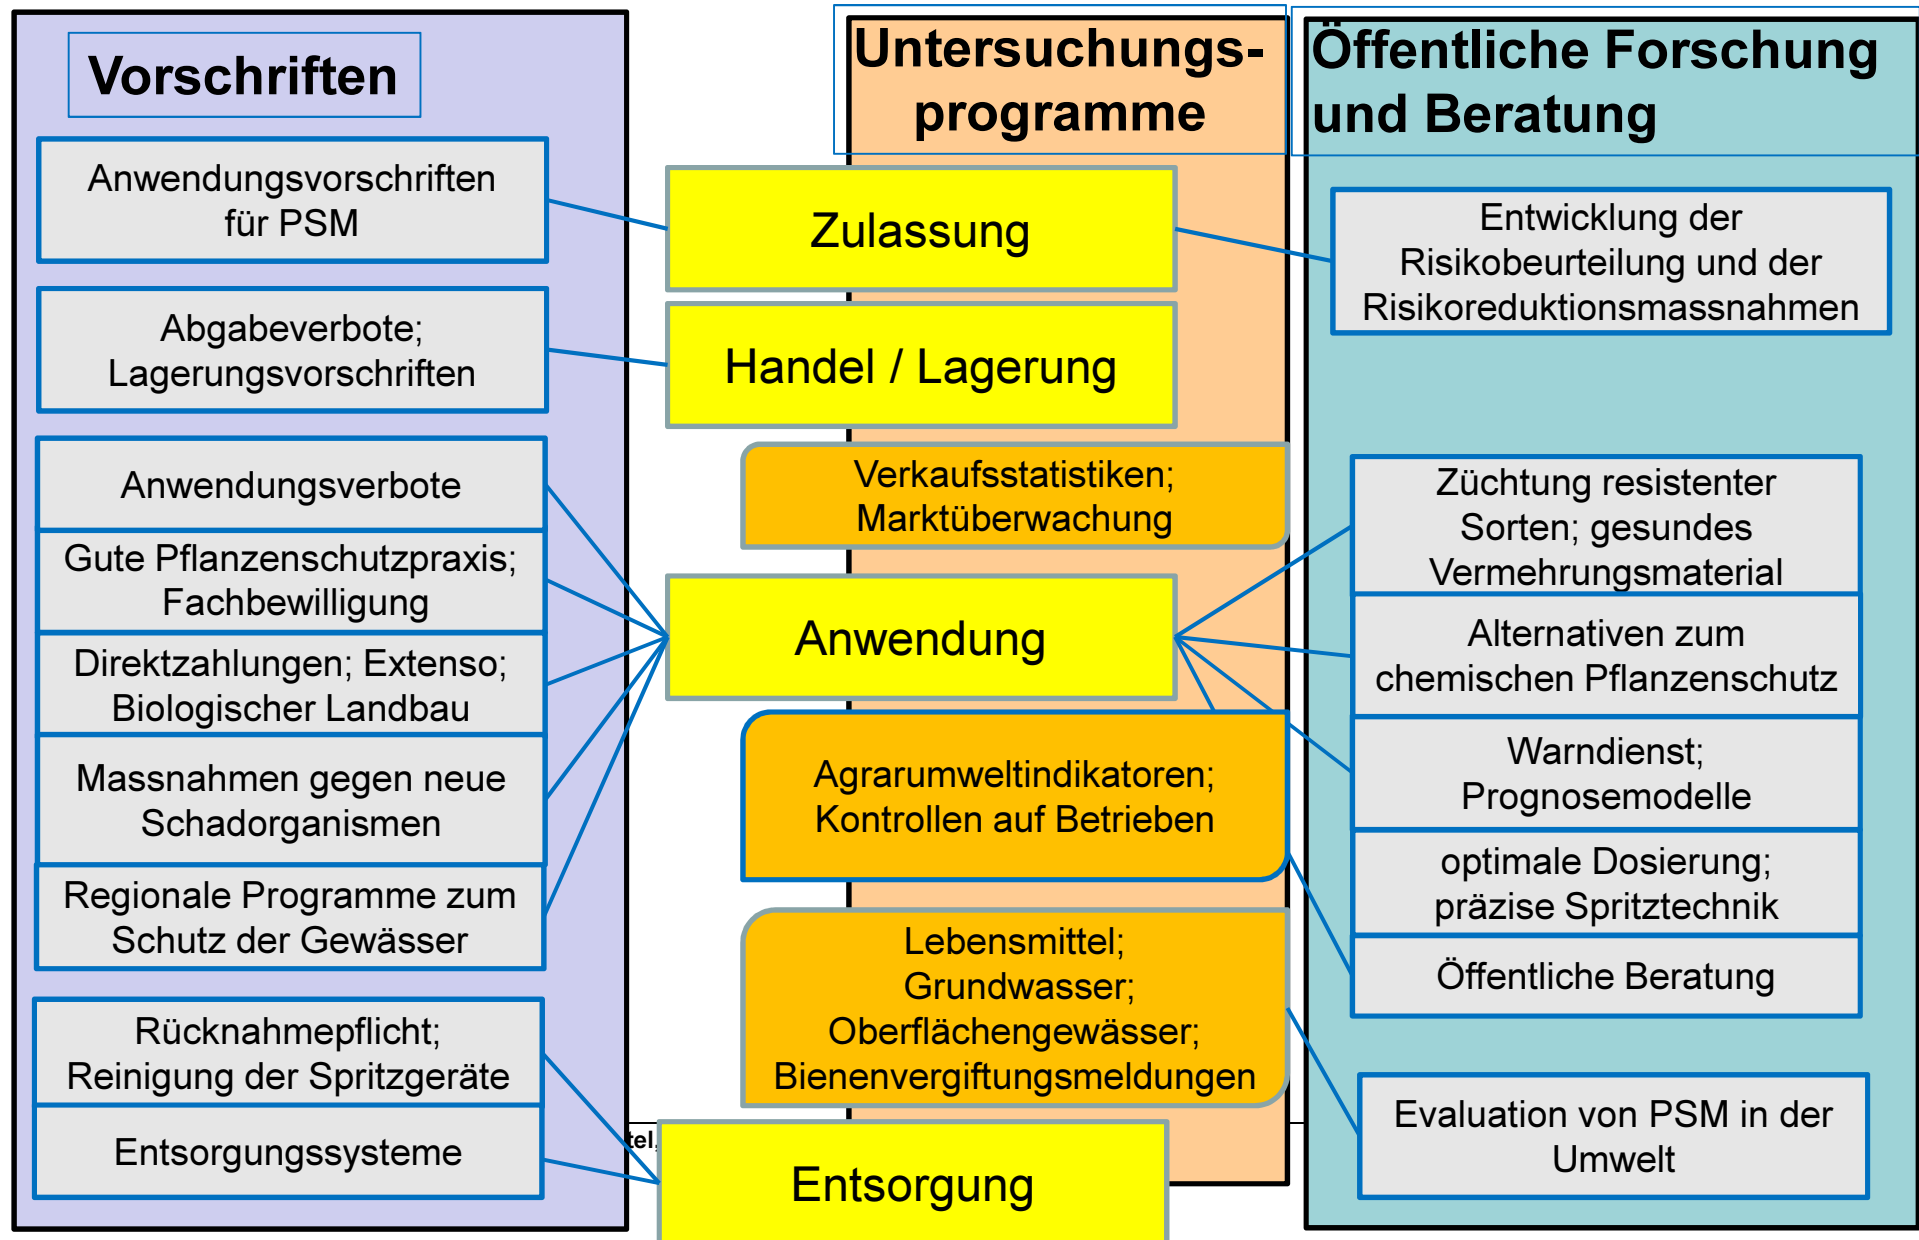 Vorschriften
Anwendungsvorschriften
für PSM
Abgabeverbote;
Lagerungsvorschriften
Anwendungsverbote
Gute Pflanzenschutzpraxis;
Fachbewilligung
Direktzahlungen; Extenso;
Biologischer Landbau
Massnahmen gegen neue
Schadorganismen
Regionale Programme zum
Schutz der Gewässer
Rücknahmepflicht;
Reinigung der Spritzgeräte
Entsorgungssysteme
Untersuchungs-
programme
Zulassung
Handel / Lagerung
Verkaufsstatistiken;
Marktüberwachung
Anwendung
Agrarumweltindikatoren;
Kontrollen auf Betrieben
Lebensmittel;
Grundwasser;
Oberflächengewässer;
Bienenvergiftungsmeldungen
Entsorgung
Öffentliche Forschung
und Beratung
Entwicklung der
Risikobeurteilung und der
Risikoreduktionsmassnahmen
Züchtung resistenter
Sorten; gesundes
Vermehrungsmaterial
Alternativen zum
chemischen Pflanzenschutz
Warndienst;
Prognosemodelle
optimale Dosierung;
präzise Spritztechnik
Öffentliche Beratung
Evaluation von PSM in der
Umwelt